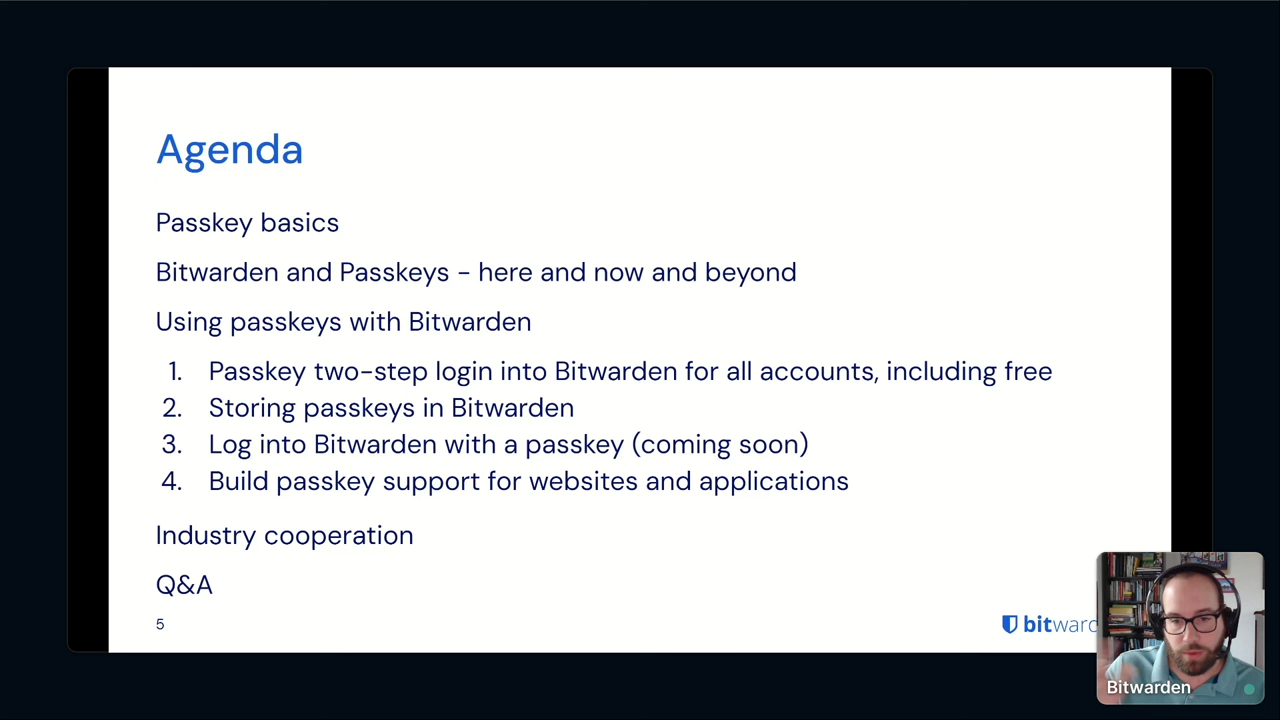 Agenda
Passkey basics
Bitwarden and Passkeys - here and now and beyond
Using passkeys with Bitwarden
1. Passkey two-step login into Bitwarden for all accounts, including free
2. Storing passkeys in Bitwarden
3. Log into Bitwarden with a passkey (coming soon)
4. Build passkey support for websites and applications
Industry cooperation
Q&A
5
bitward
Bitwarden